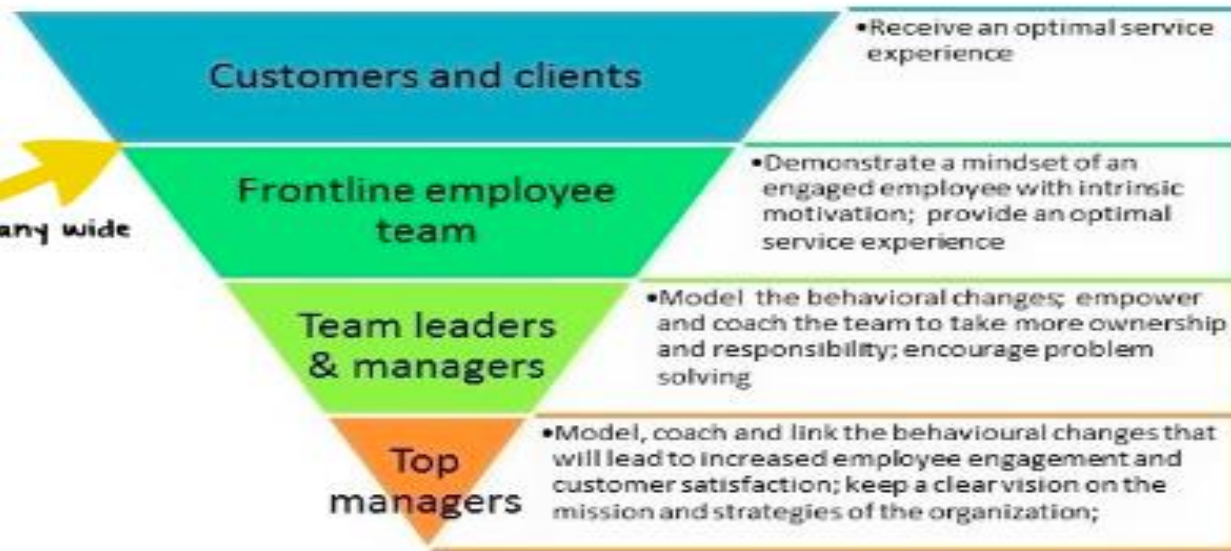 Customers and clients
•Receive an optimal service
experience
Frontline employee
team
•Demonstrate a mindset of an
engaged employee with intrinsic
motivation; provide an optimal
service experience
any wide
Team leaders
& managers
•Model the behavioral changes; empower
and coach the team to take more ownership
and responsibility; encourage problem
solving
Top
managers
•Model, coach and link the behavioural changes that
will lead to increased employee engagement and
customer satisfaction; keep a clear vision on the
mission and strategies of the organization;